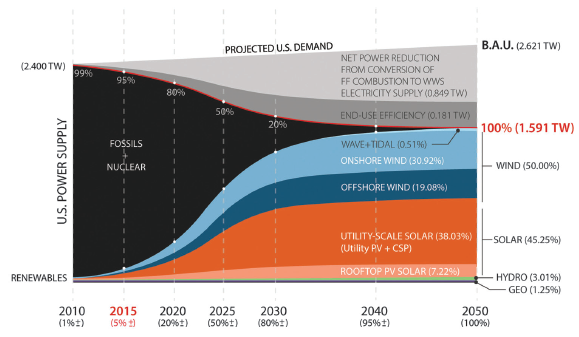 PROJECTED U.S. DEMAND
B.A.U. (2.621 TW)
(2.400 TW)
99%
95%
80%
50%
20%
NET POWER REDUCTION
FROM CONVERSION OF
FF COMBUSTION TO WWS
ELECTRICITY SUPPLY (0.849 TW)
END-USE EFFICIENCY (0.181 TW)
100% (1.591 TW)
WAVE+TIDAL (0.51%)
U.S. POWER SUPPLY
FOSSILS
+
NUCLEAR
ONSHORE WIND (30.92%)
WIND (50.00%)
OFFSHORE WIND (19.08%)
UTILITY-SCALE SOLAR (38.03%)
(Utility PV + CSP)
SOLAR (45.25%)
ROOFTOP PV SOLAR (7.22%)
RENEWABLES
HYDRO (3.01%)
GEO (1.25%)
2010 2015 2020 2025 2030 2040 2050
(1%±) (5%±) (20%±) (50%±) (80%±) (95%±) (100%)